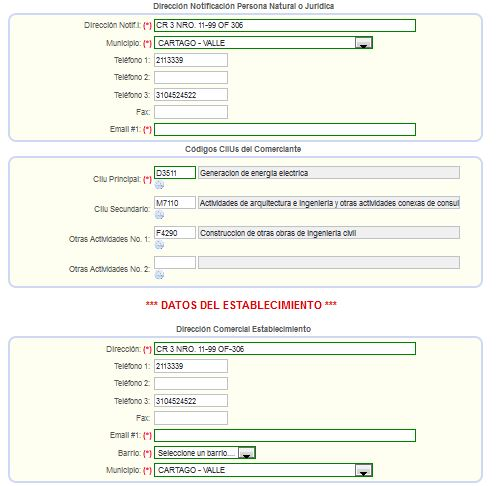 Dirección Notificación Persona Natural o Jurídica
Dirección Notif.l: (*) CR 3 NRO. 11-99 OF 306
Municipio: (*) CARTAGO - VALLE
Teléfono 1: 2113339
Teléfono 2:
Teléfono 3: 3104524522
Fax:
Email #1: (*)
Códigos CIIUs del Comerciante
CIIu Principal: (*) D3511 Generacion de energia electrica
CIIu Secundario: M7110 Actividades de arquitectura e ingenieria y otras actividades conexas de consul
Otras Actividades No. 1: F4290 Construccion de otras obras de ingenieria civil
Otras Actividades No. 2:
*** DATOS DEL ESTABLECIMIENTO ***
Dirección Comercial Establecimiento
Dirección: (*) CR 3 NRO. 11-99 OF-306
Teléfono 1: 2113339
Teléfono 2:
Teléfono 3: 3104524522
Fax:
Email #1: (*)
Barrio: (*) Seleccione un barrio....
Municipio: (*) CARTAGO - VALLE